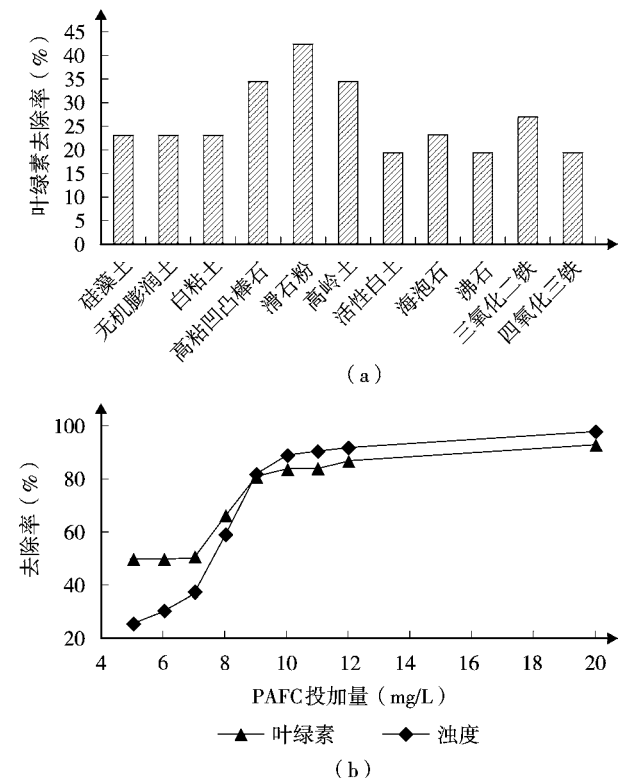 叶绿素去除率（%）
45
40
35
30
25
20
15
10
5
0
硅藻土
无机膨润土
白粘土
高粘凹凸棒石
滑石粉
高岭土
活性白土
海泡石
沸石
三氧化二铁
四氧化三铁
（a）
去除率（%）
100
80
60
40
20
4 6 8 10 12 14 16 18 20
PAFC投加量（mg/L）
叶绿素 浊度
（b）